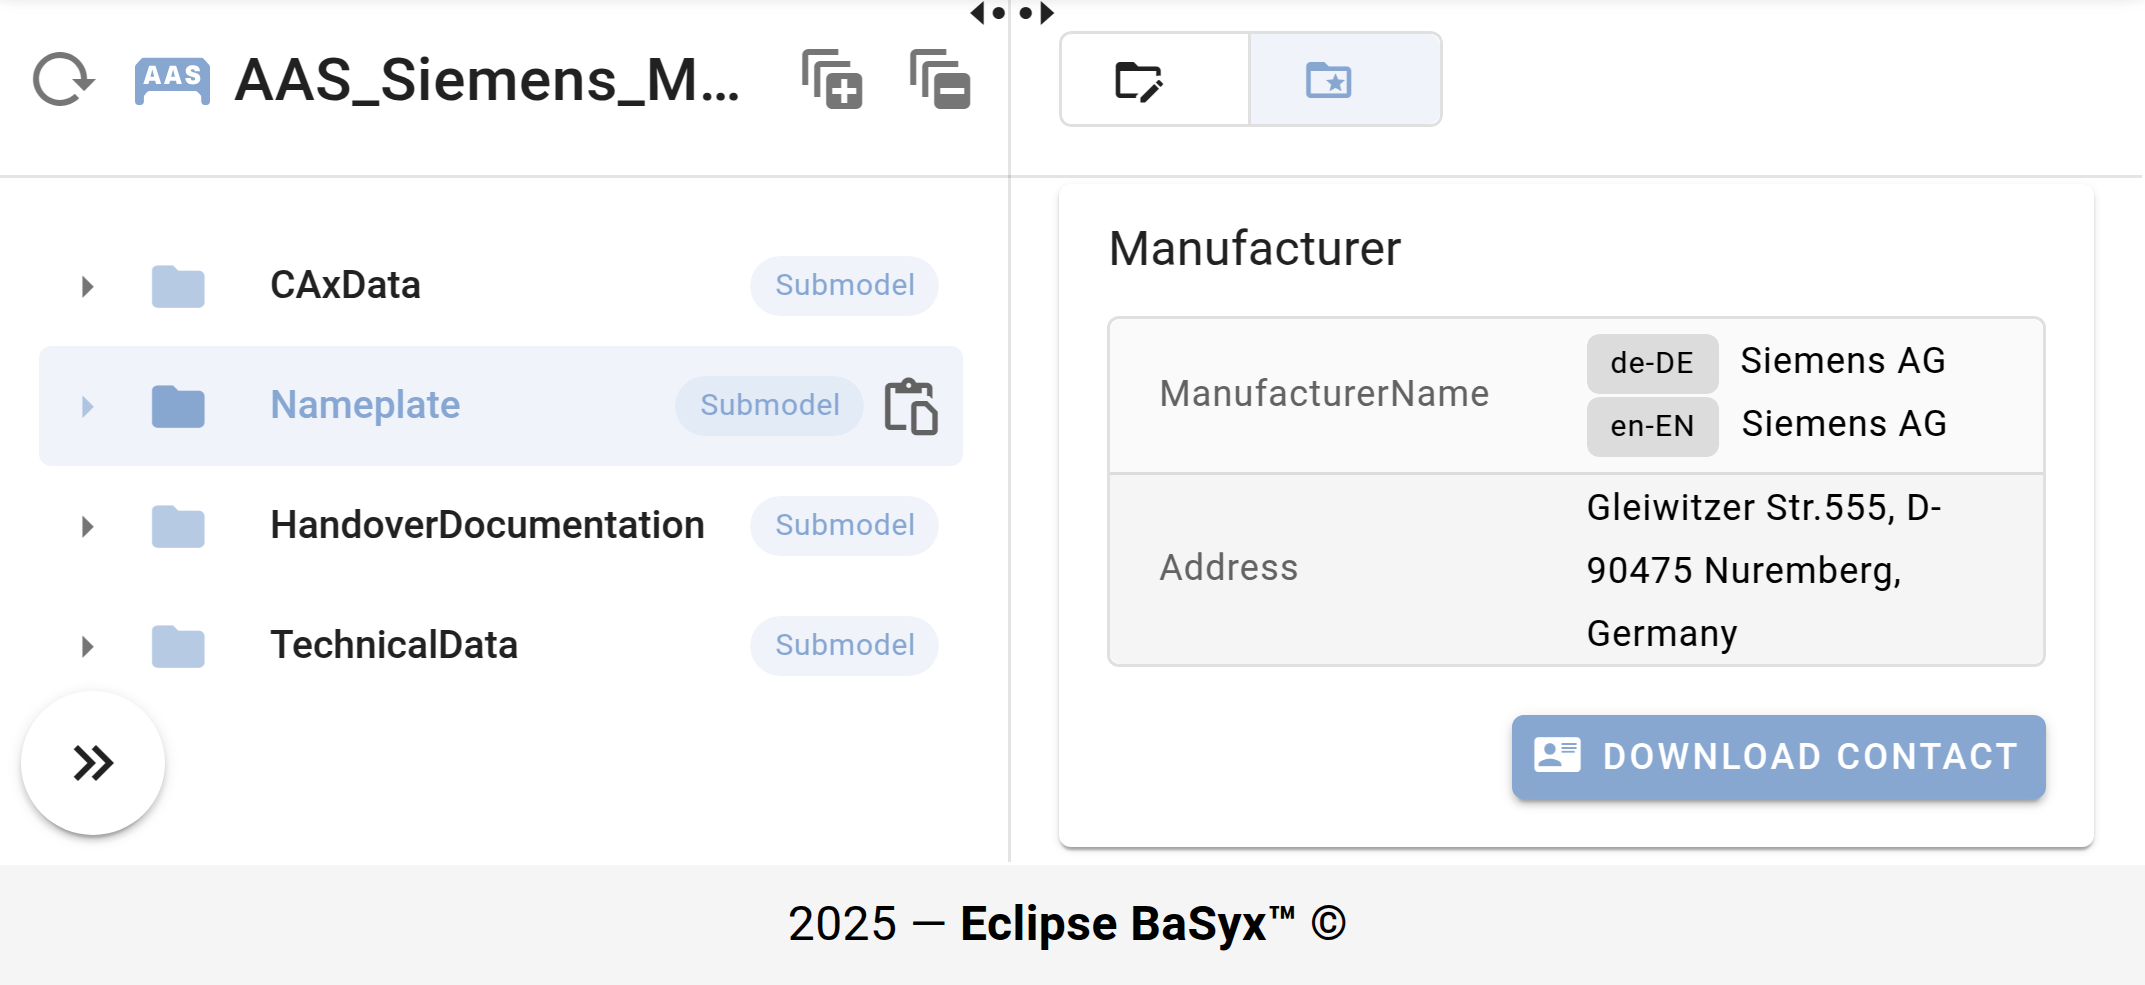 AAS AAS_Siemens_M...
CAxData Submodel
Nameplate Submodel
HandoverDocumentation Submodel
TechnicalData Submodel
Manufacturer
ManufacturerName
de-DE Siemens AG
en-EN Siemens AG
Address
Gleiwitzer Str.555, D-
90475 Nuremberg,
Germany
DOWNLOAD CONTACT
2025 — Eclipse BaSyx™ ©